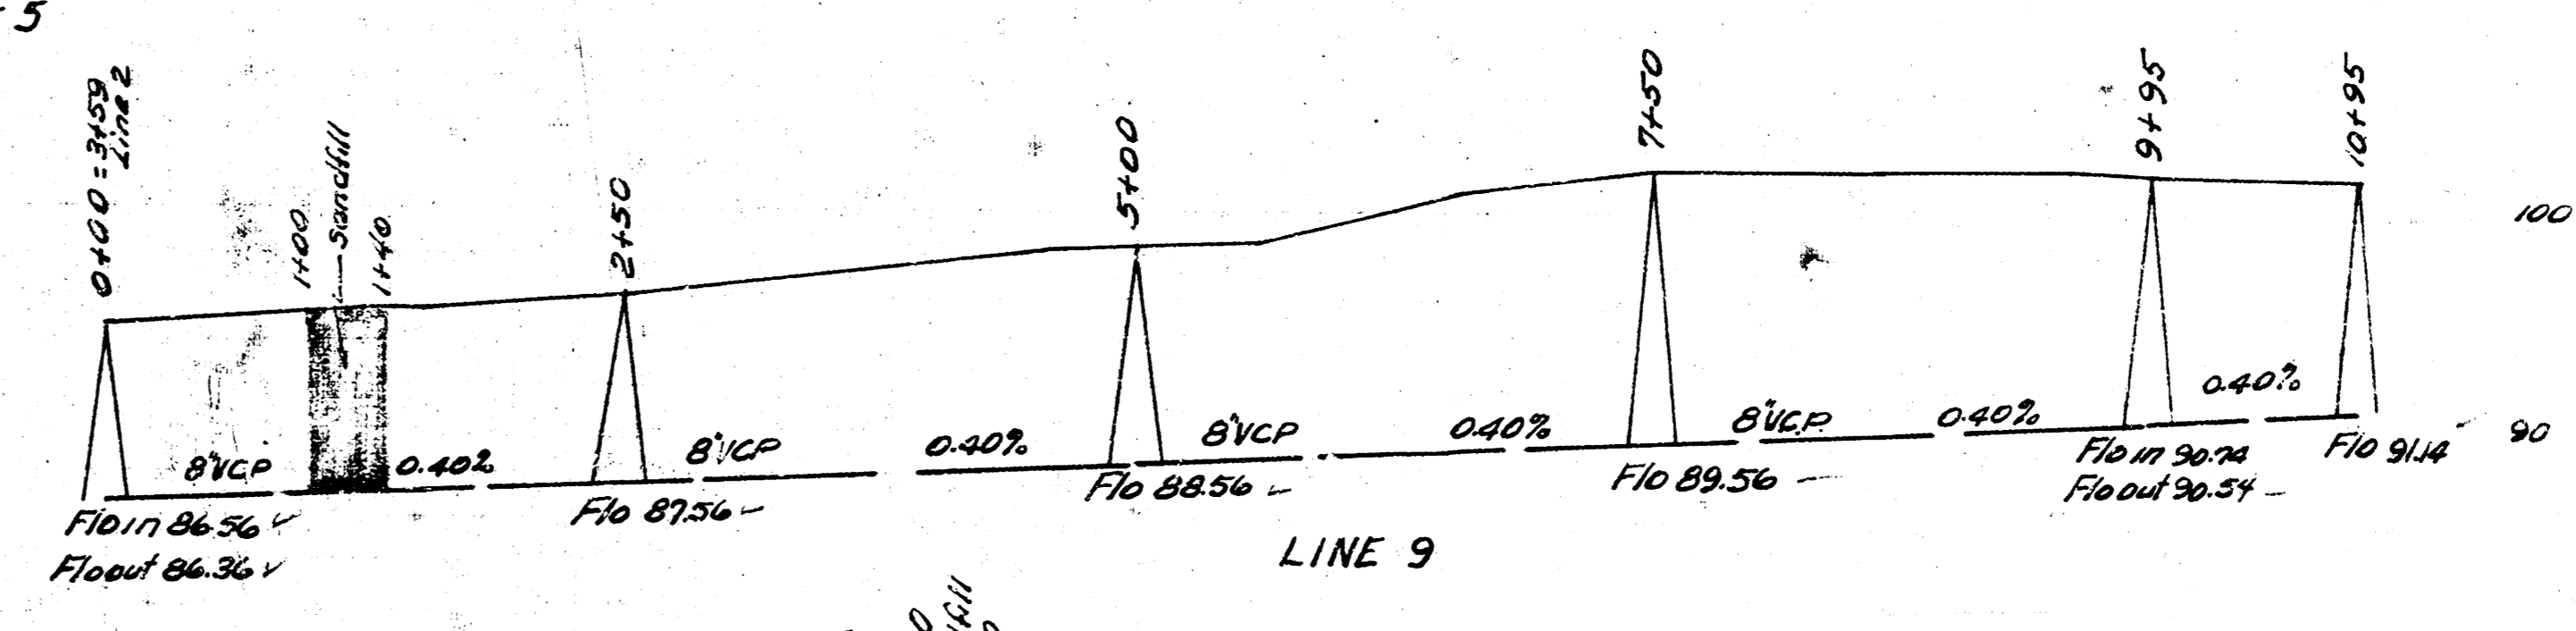 5
0+00 = 3+59
Line 2
1+00
Sandfill
1+40
2+50
5+00
7+50
9+95
10+95
100
90
8"VCP
0.40%
8"VCP
0.40%
8"VCP
0.40%
8"V.C.P.
0.40%
0.40%
Flo in 86.56
Flo out 86.36
Flo 87.56
Flo 88.56
Flo 89.56
Flo in 90.74
Flo out 90.54
Flo 91.14
LINE 9